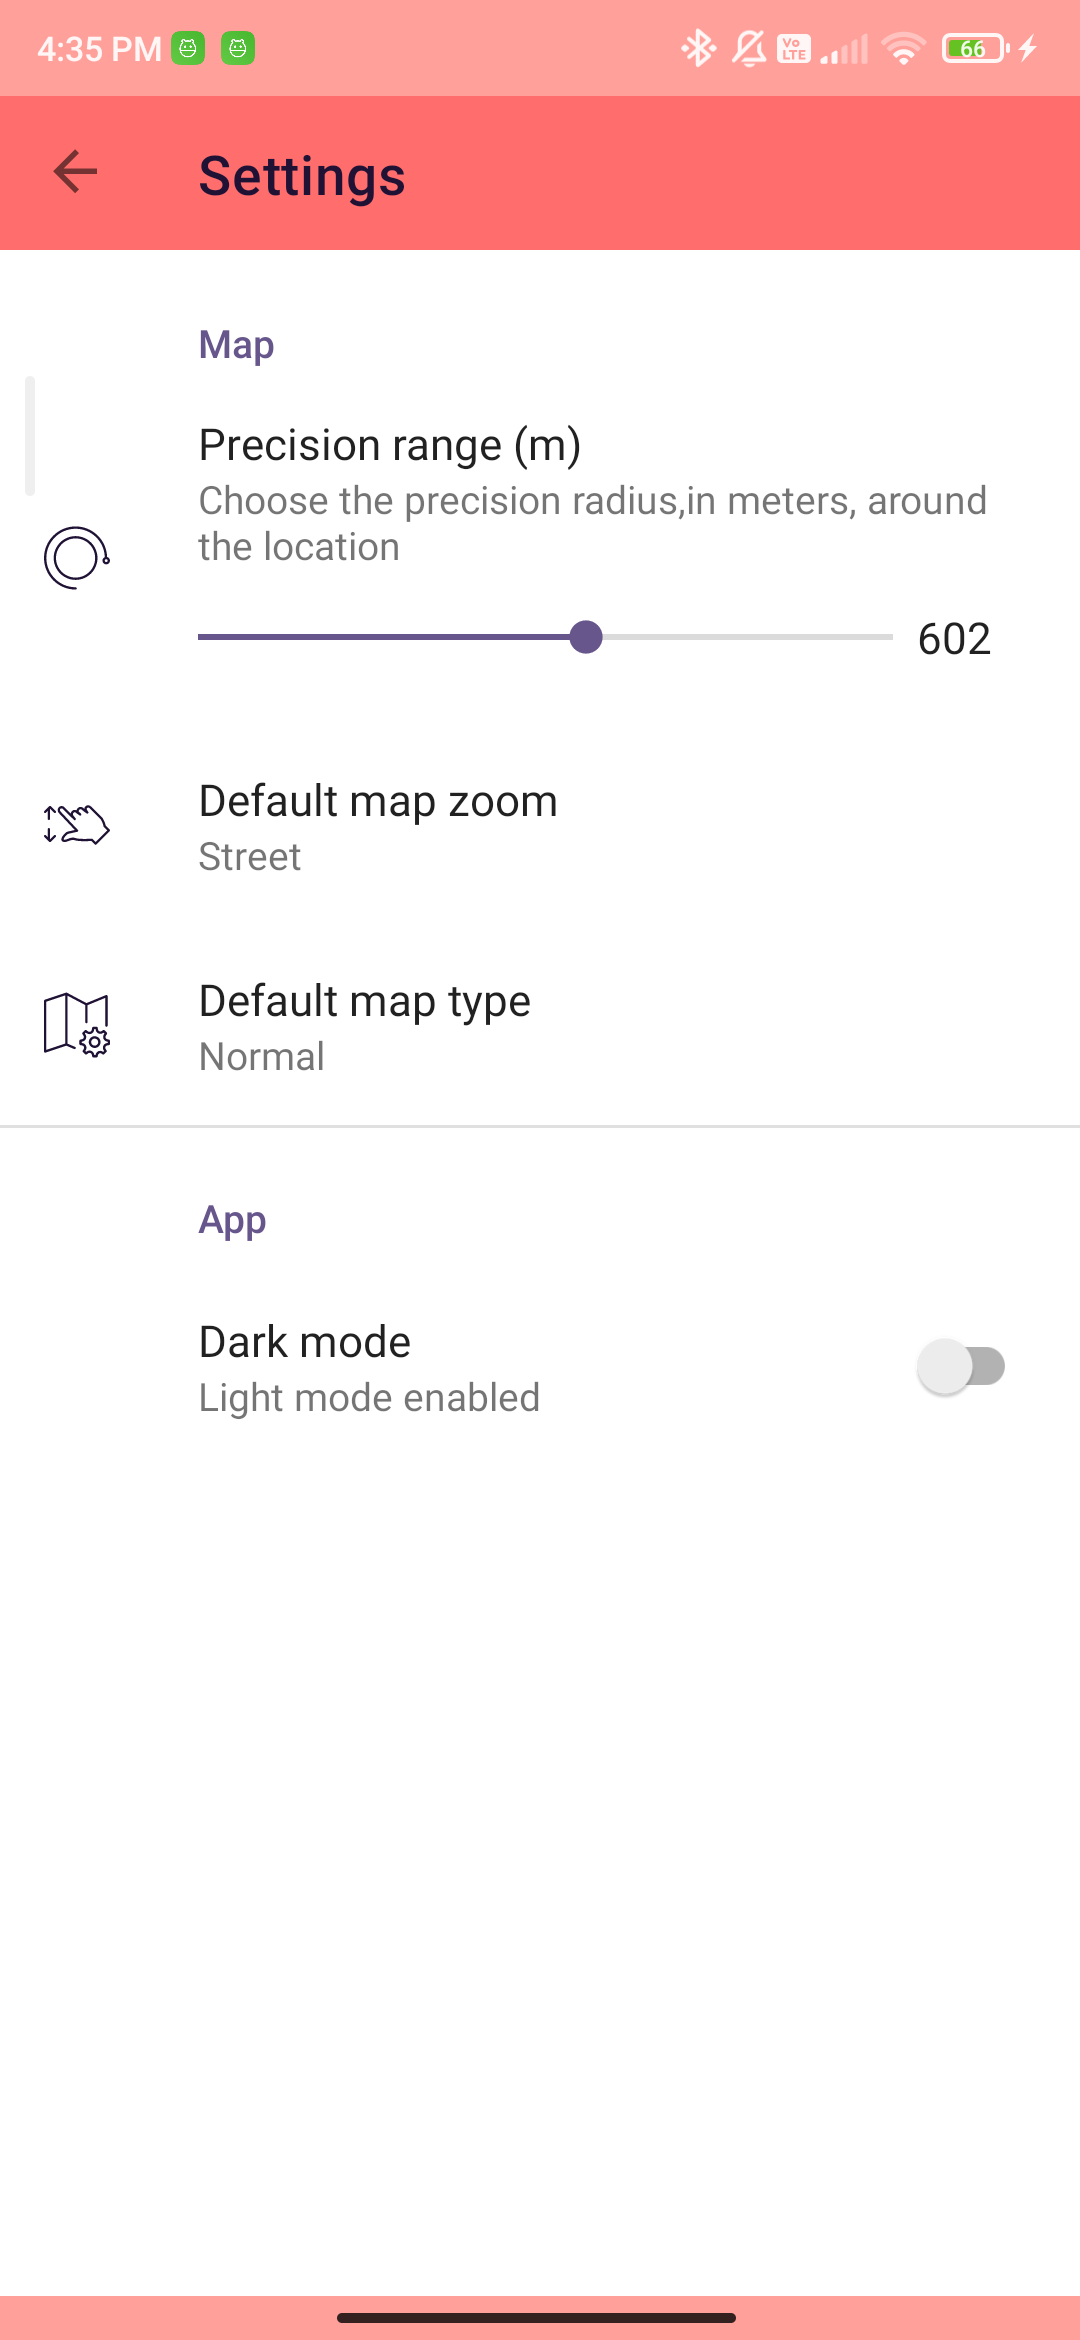 4:35 PM
Vo
LTE
66
Settings
Map
Precision range (m)
Choose the precision radius,in meters, around
the location
602
Default map zoom
Street
Default map type
Normal
App
Dark mode
Light mode enabled